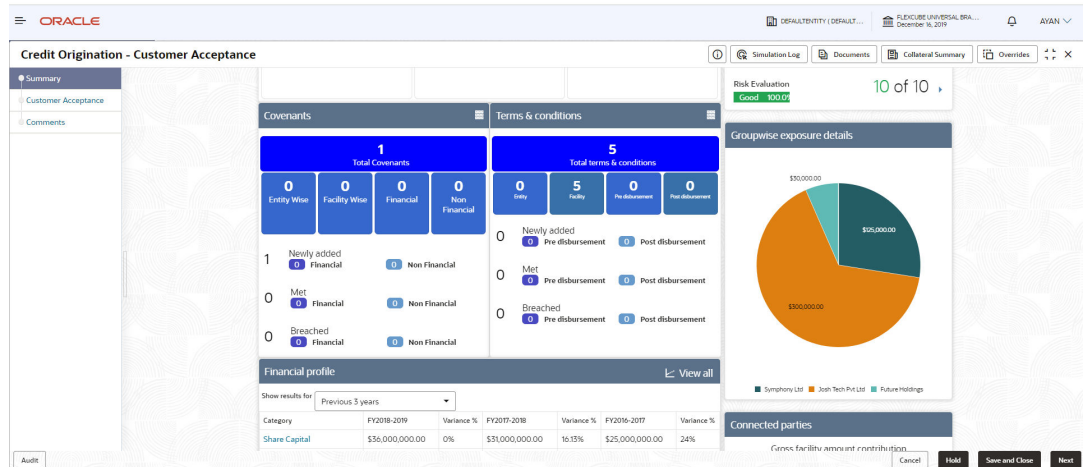 ORACLE
DEFAULTENTITY ( DEFAULT...
FLEXCUBE UNIVERSAL BRA...
December 16, 2019
AYAN
Credit Origination - Customer Acceptance
Simulation Log
Documents
Collateral Summary
Overrides
Summary
Customer Acceptance
Comments
Risk Evaluation
Good 100.0%
10 of 10
Covenants
1
Total Covenants
0
Entity Wise
0
Facility Wise
0
Financial
0
Non Financial
1 Newly added
0 Financial 0 Non Financial
0 Met
0 Financial 0 Non Financial
0 Breached
0 Financial 0 Non Financial
Terms & conditions
5
Total terms & conditions
0
Entity
5
Facility
0
Pre disbursement
0
Post disbursement
0 Newly added
0 Pre disbursement 0 Post disbursement
0 Met
0 Pre disbursement 0 Post disbursement
0 Breached
0 Pre disbursement 0 Post disbursement
Groupwise exposure details
$30,000.00
$125,000.00
$300,000.00
Symphony Ltd Josh Tech Pvt Ltd Future Holdings
Financial profile
View all
Show results for Previous 3 years
Category FY2018-2019 Variance % FY2017-2018 Variance % FY2016-2017 Variance %
Share Capital $36,000,000.00 0% $31,000,000.00 16.13% $25,000,000.00 24%
Connected parties
Gross facility amount contribution
Audit
Cancel
Hold
Save and Close
Next